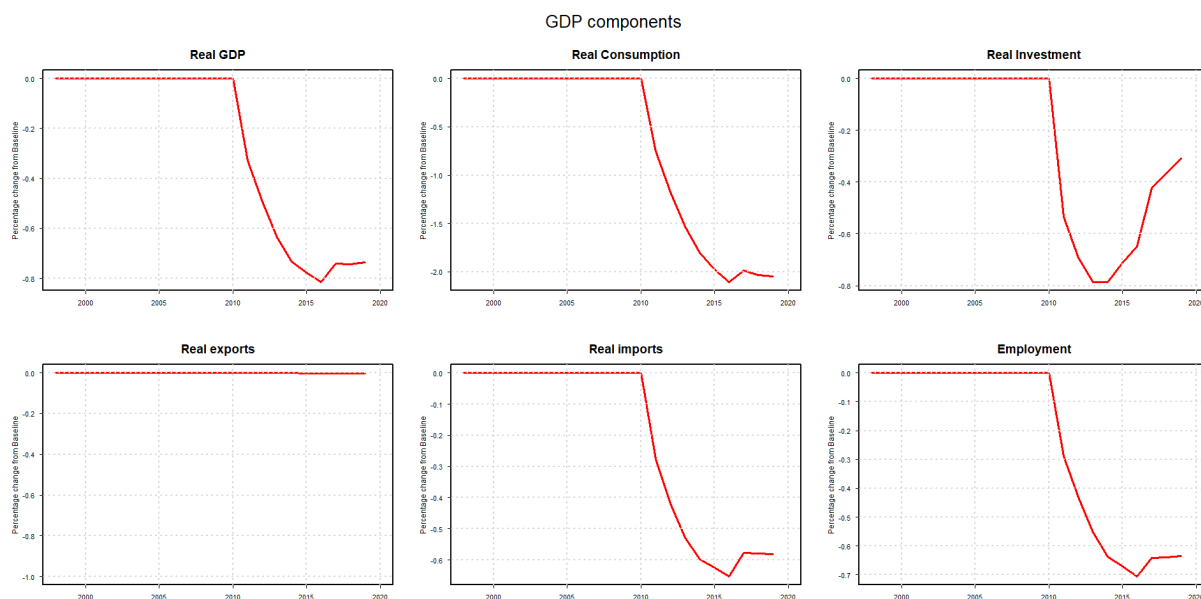 GDP components
Real GDP
Percentage change from Baseline
0.0
-0.2
-0.4
-0.6
-0.8
2000 2005 2010 2015 2020
Real Consumption
Percentage change from Baseline
0.0
-0.5
-1.0
-1.5
-2.0
2000 2005 2010 2015 2020
Real Investment
Percentage change from Baseline
0.0
-0.2
-0.4
-0.6
-0.8
2000 2005 2010 2015 2020
Real exports
Percentage change from Baseline
0.0
-0.2
-0.4
-0.6
-0.8
-1.0
2000 2005 2010 2015 2020
Real imports
Percentage change from Baseline
0.0
-0.1
-0.2
-0.3
-0.4
-0.5
-0.6
2000 2005 2010 2015 2020
Employment
Percentage change from Baseline
0.0
-0.1
-0.2
-0.3
-0.4
-0.5
-0.6
-0.7
2000 2005 2010 2015 2020